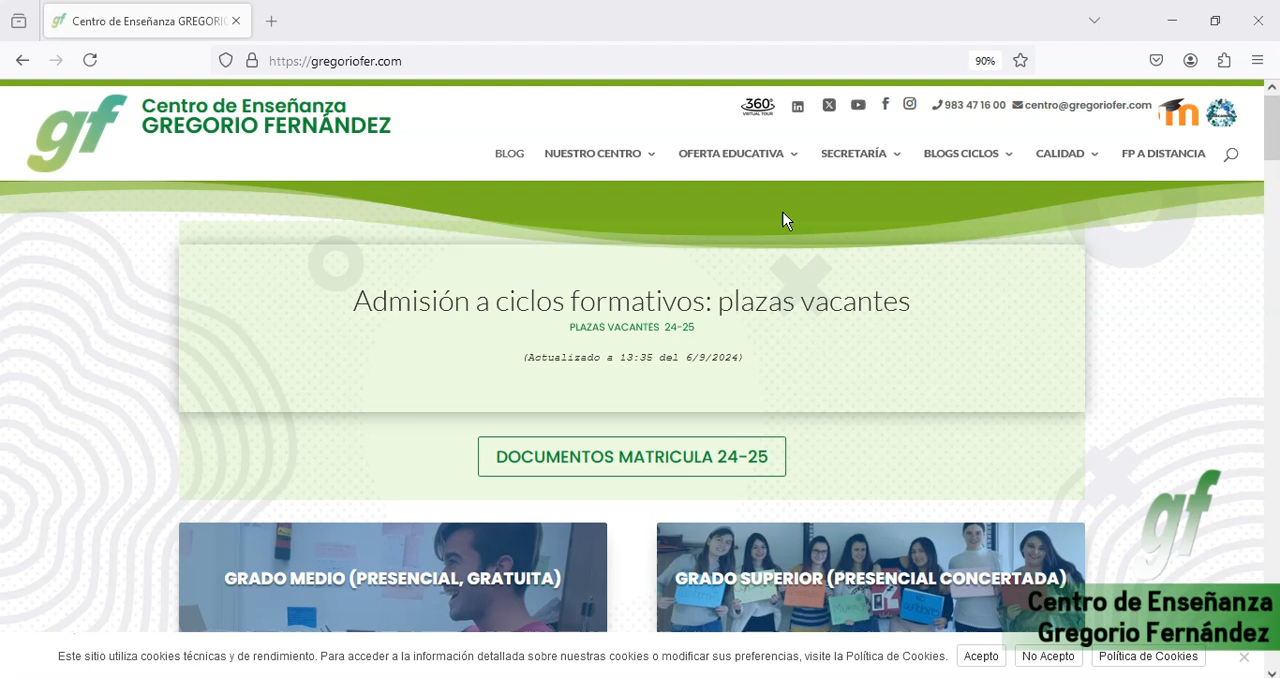 Centro de Enseñanza GREGORIO
https://gregoriofer.com
90%
gf
Centro de Enseñanza
GREGORIO FERNÁNDEZ
360°
VIRTUAL TOUR
983 47 16 00
centro@gregoriofer.com
BLOG
NUESTRO CENTRO
OFERTA EDUCATIVA
SECRETARÍA
BLOGS CICLOS
CALIDAD
FP A DISTANCIA
Admisión a ciclos formativos: plazas vacantes
PLAZAS VACANTES 24-25
(Actualizado a 13:35 del 6/9/2024)
DOCUMENTOS MATRICULA 24-25
GRADO MEDIO (PRESENCIAL, GRATUITA)
GRADO SUPERIOR (PRESENCIAL CONCERTADA)
gf
Centro de Enseñanza
Gregorio Fernández
Este sitio utiliza cookies técnicas y de rendimiento. Para acceder a la información detallada sobre nuestras cookies o modificar sus preferencias, visite la Política de Cookies.
Acepto
No Acepto
Política de Cookies